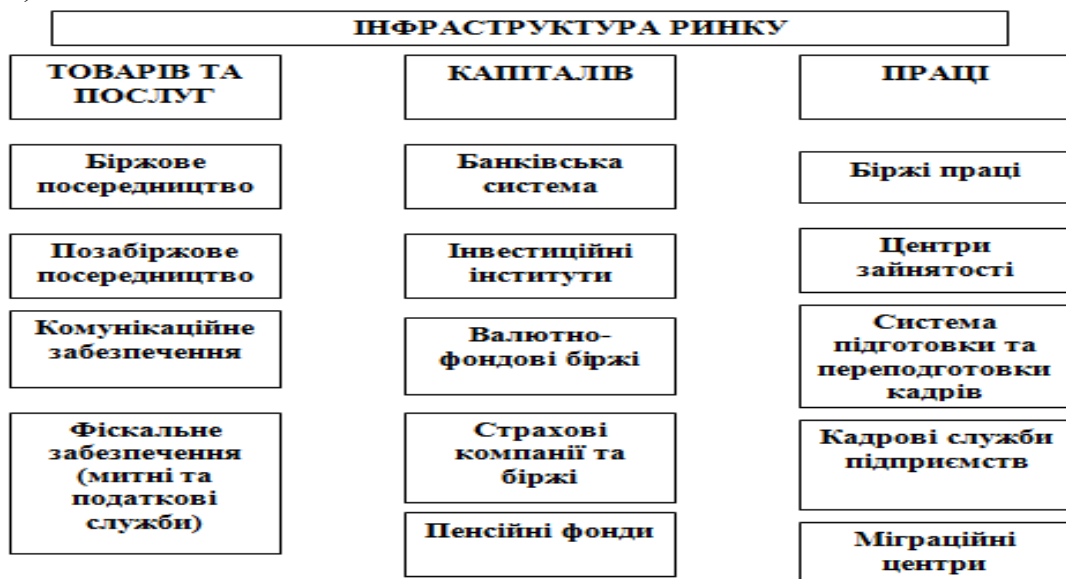 ІНФРАСТРУКТУРА РИНКУ
ТОВАРІВ ТА
ПОСЛУГ
Біржове
посередництво
Позабіржове
посередництво
Комунікаційне
забезпечення
Фіскальне
забезпечення
(митні та
податкові
служби)
КАПІТАЛІВ
Банківська
система
Інвестиційні
інститути
Валютно-
фондові біржі
Страхові
компанії та
біржі
Пенсійні фонди
ПРАЦІ
Біржі праці
Центри
зайнятості
Система
підготовки та
переподготовки
кадрів
Кадрові служби
підприємств
Міграційні
центри